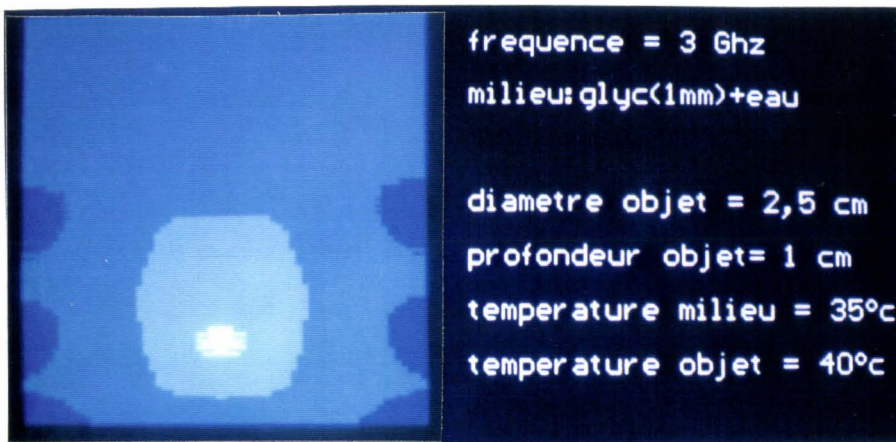 frequence = 3 Ghz
milieu:glyc(1mm)+eau
diametre objet = 2,5 cm
profondeur objet= 1 cm
temperature milieu = 35°c
temperature objet = 40°c